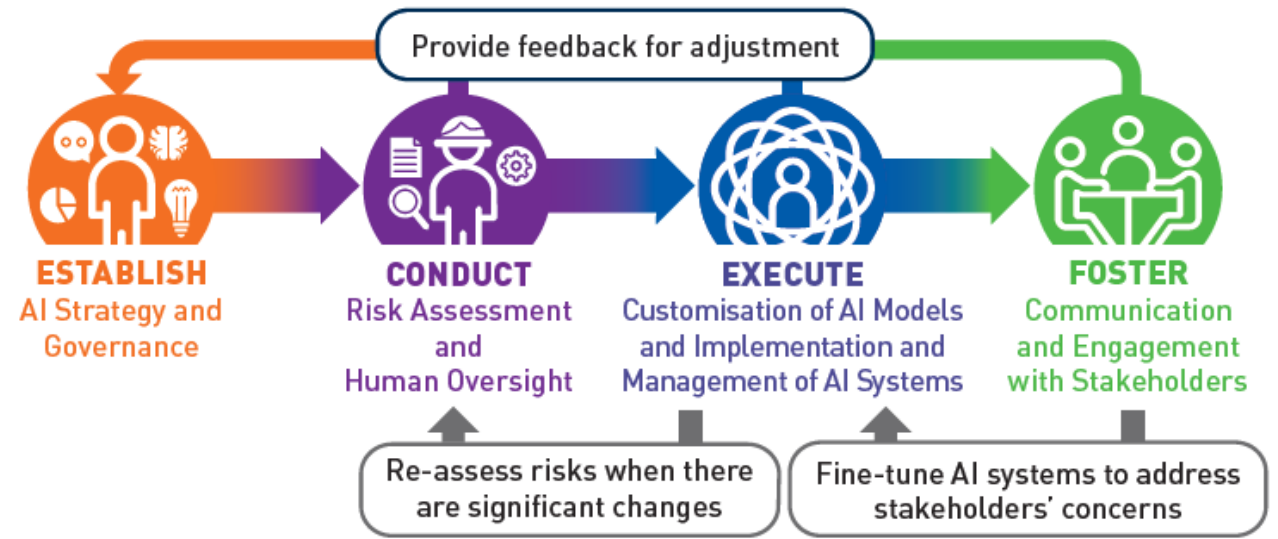 Provide feedback for adjustment
ESTABLISH
AI Strategy and
Governance
CONDUCT
Risk Assessment
and
Human Oversight
EXECUTE
Customisation of AI Models
and Implementation and
Management of AI Systems
FOSTER
Communication
and Engagement
with Stakeholders
Re-assess risks when there
are significant changes
Fine-tune AI systems to address
stakeholders’ concerns